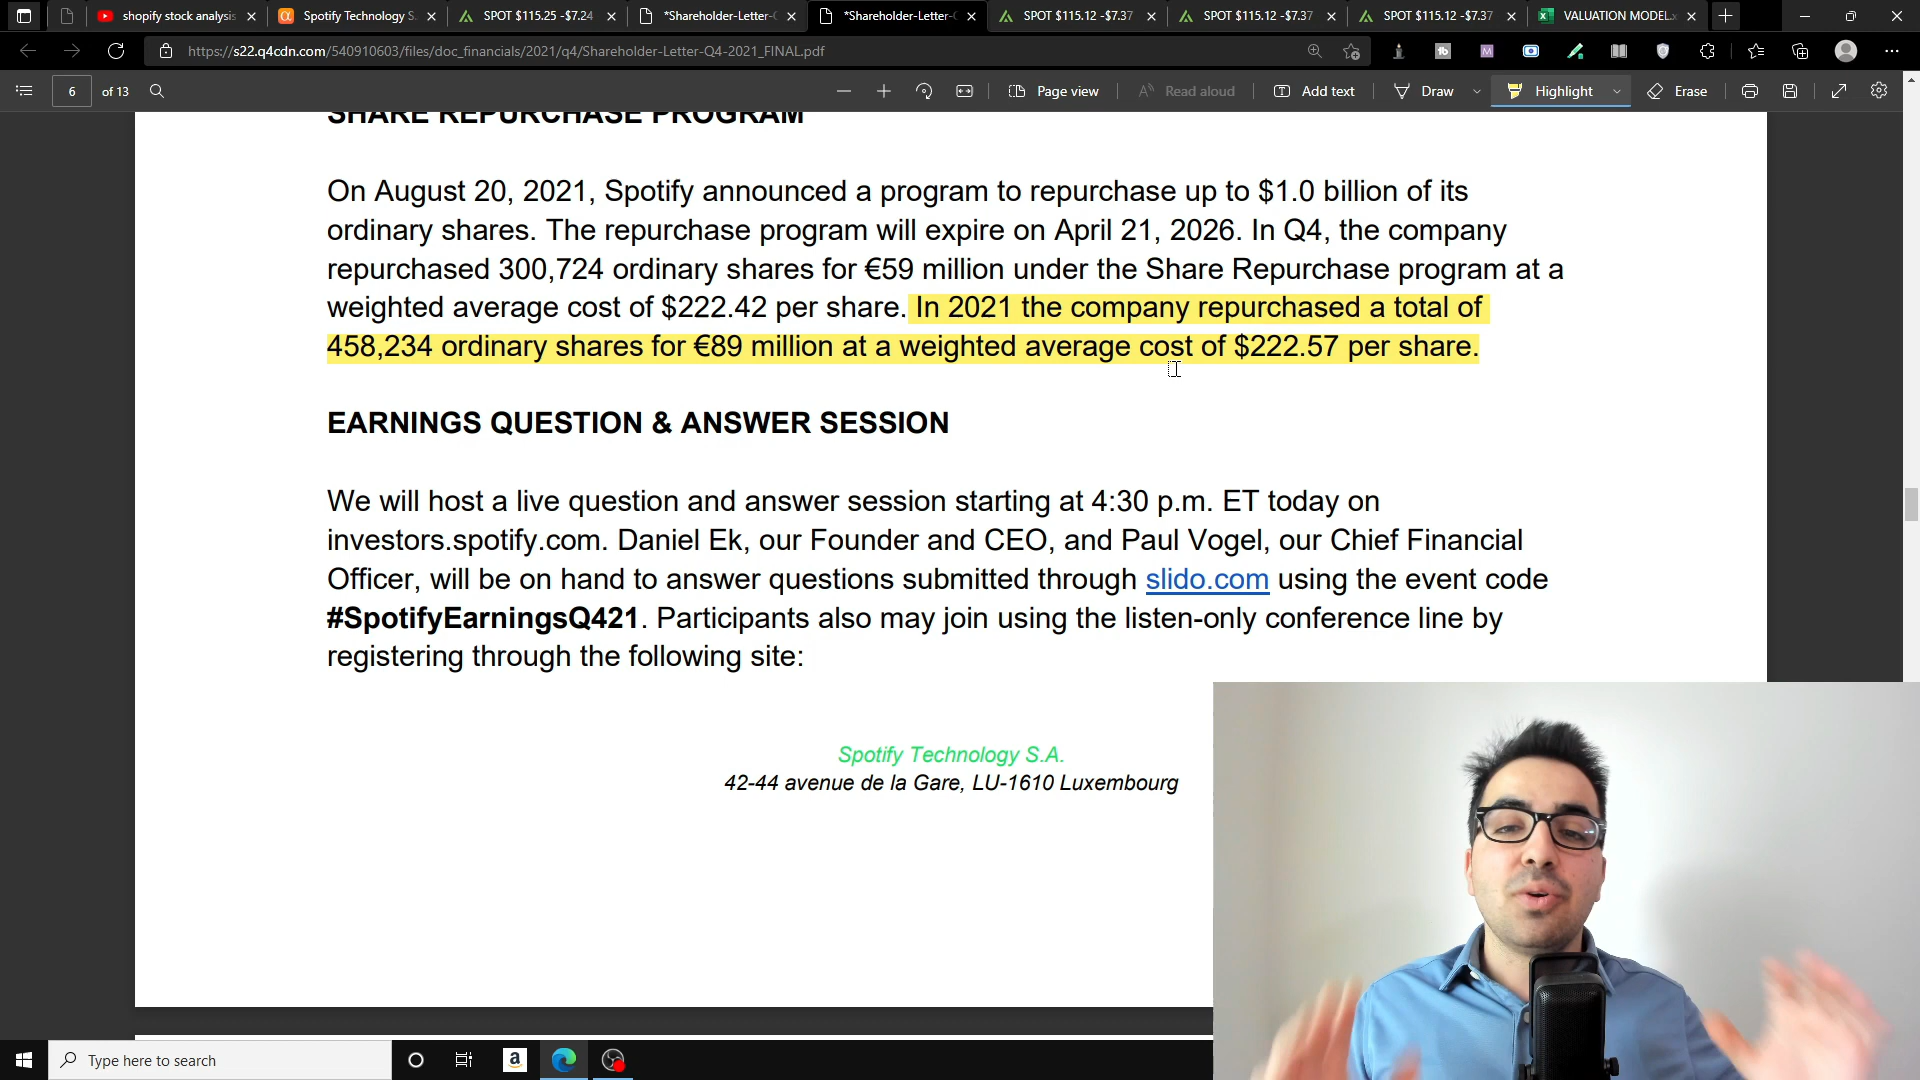 shopify stock analysis
Spotify Technology S.
SPOT $115.25 -$7.24
*Shareholder-Letter-
*Shareholder-Letter-
SPOT $115.12 -$7.37
SPOT $115.12 -$7.37
SPOT $115.12 -$7.37
VALUATION MODEL.x
https://s22.q4cdn.com/540910603/files/doc_financials/2021/q4/Shareholder-Letter-Q4-2021_FINAL.pdf
6 of 13
Page view
Read aloud
Add text
Draw
Highlight
Erase
SHARE REPURCHASE PROGRAM
On August 20, 2021, Spotify announced a program to repurchase up to $1.0 billion of its
ordinary shares. The repurchase program will expire on April 21, 2026. In Q4, the company
repurchased 300,724 ordinary shares for €59 million under the Share Repurchase program at a
weighted average cost of $222.42 per share. In 2021 the company repurchased a total of
458,234 ordinary shares for €89 million at a weighted average cost of $222.57 per share.
EARNINGS QUESTION & ANSWER SESSION
We will host a live question and answer session starting at 4:30 p.m. ET today on
investors.spotify.com. Daniel Ek, our Founder and CEO, and Paul Vogel, our Chief Financial
Officer, will be on hand to answer questions submitted through slido.com using the event code
#SpotifyEarningsQ421. Participants also may join using the listen-only conference line by
registering through the following site:
Spotify Technology S.A.
42-44 avenue de la Gare, LU-1610 Luxembourg
Type here to search